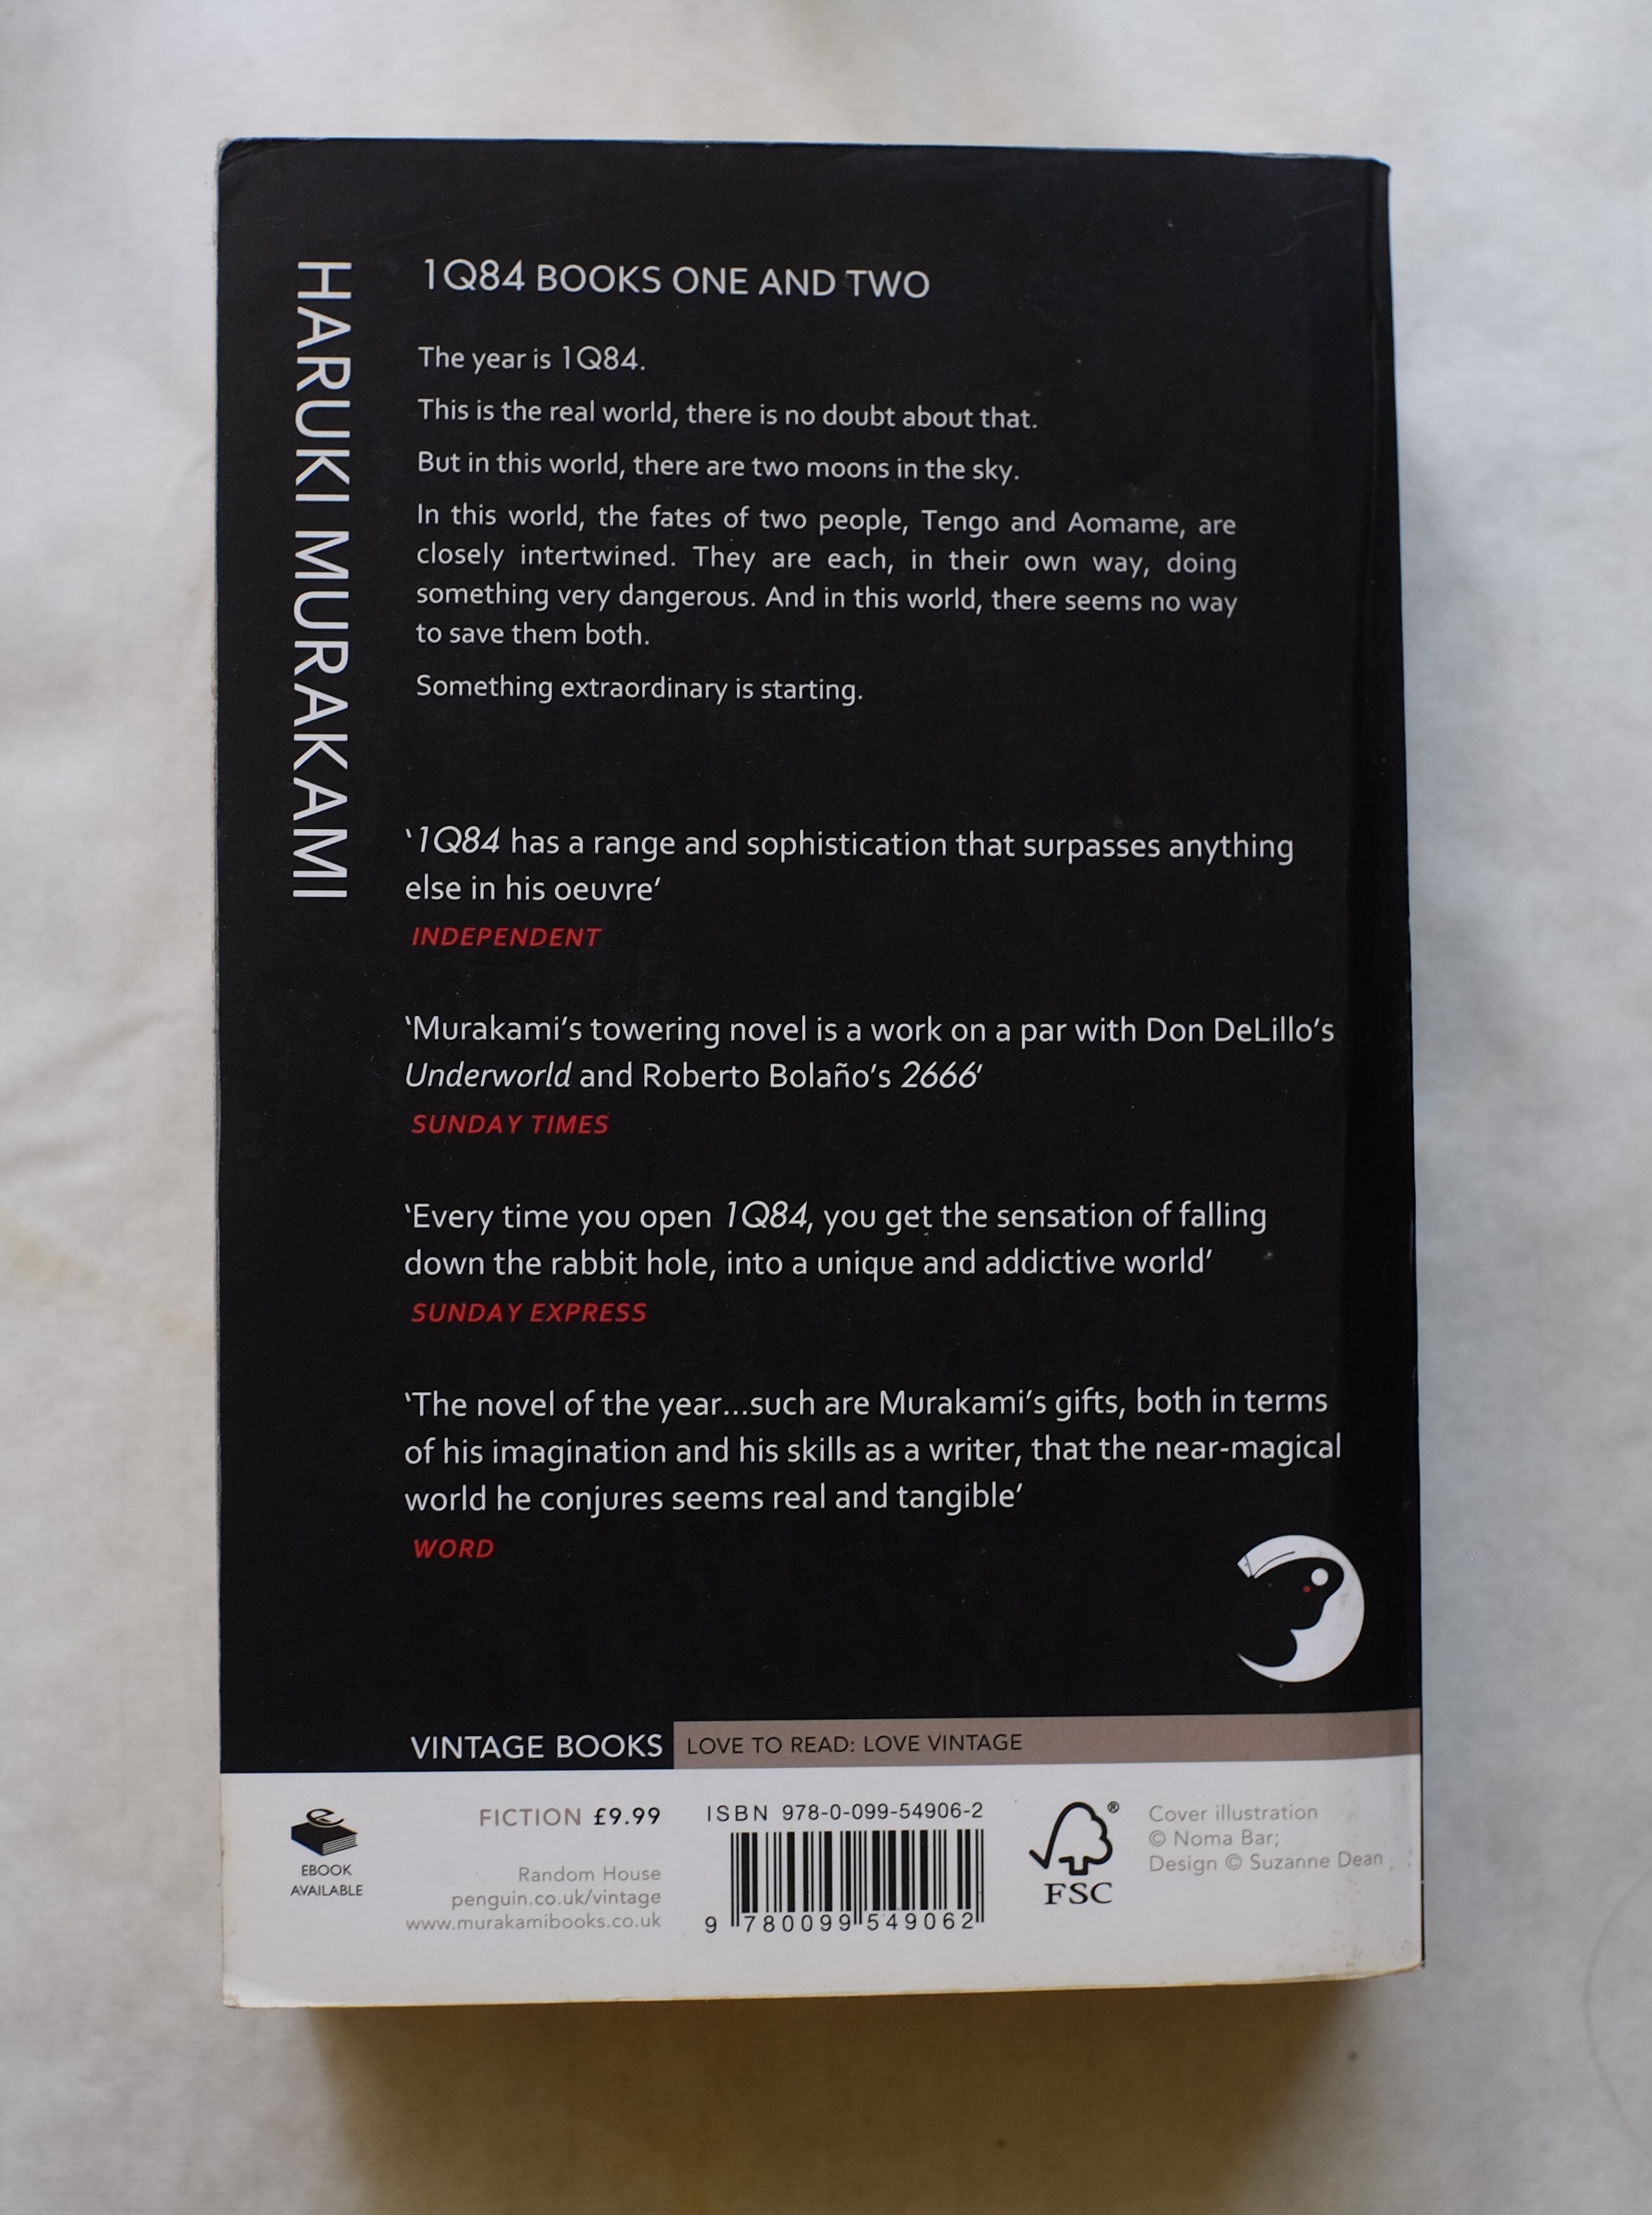 HARUKI MURAKAMI
1Q84 BOOKS ONE AND TWO
The year is 1Q84.
This is the real world, there is no doubt about that.
But in this world, there are two moons in the sky.
In this world, the fates of two people, Tengo and Aomame, are
closely intertwined. They are each, in their own way, doing
something very dangerous. And in this world, there seems no way
to save them both.
Something extraordinary is starting.
‘1Q84 has a range and sophistication that surpasses anything
else in his oeuvre’
INDEPENDENT
‘Murakami’s towering novel is a work on a par with Don DeLillo’s
Underworld and Roberto Bolaño’s 2666’
SUNDAY TIMES
‘Every time you open 1Q84, you get the sensation of falling
down the rabbit hole, into a unique and addictive world’
SUNDAY EXPRESS
‘The novel of the year...such are Murakami’s gifts, both in terms
of his imagination and his skills as a writer, that the near-magical
world he conjures seems real and tangible’
WORD
VINTAGE BOOKS LOVE TO READ: LOVE VINTAGE
EBOOK
AVAILABLE
FICTION £9.99
Random House
penguin.co.uk/vintage
www.murakamibooks.co.uk
ISBN 978-0-099-54906-2
9 780099 549062
®
FSC
Cover illustration
© Noma Bar;
Design © Suzanne Dean